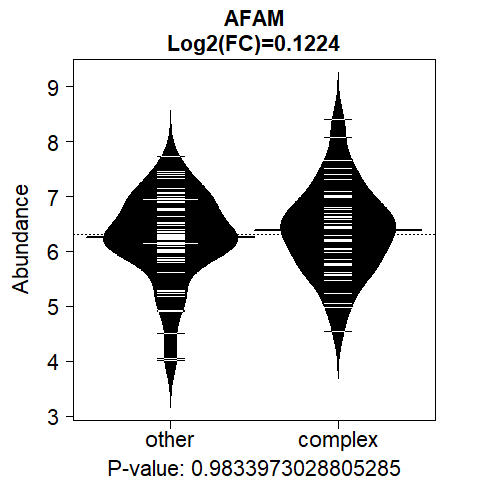 AFAM
Log2(FC)=0.1224
9
8
7
6
5
4
3
Abundance
other complex
P-value: 0.9833973028805285